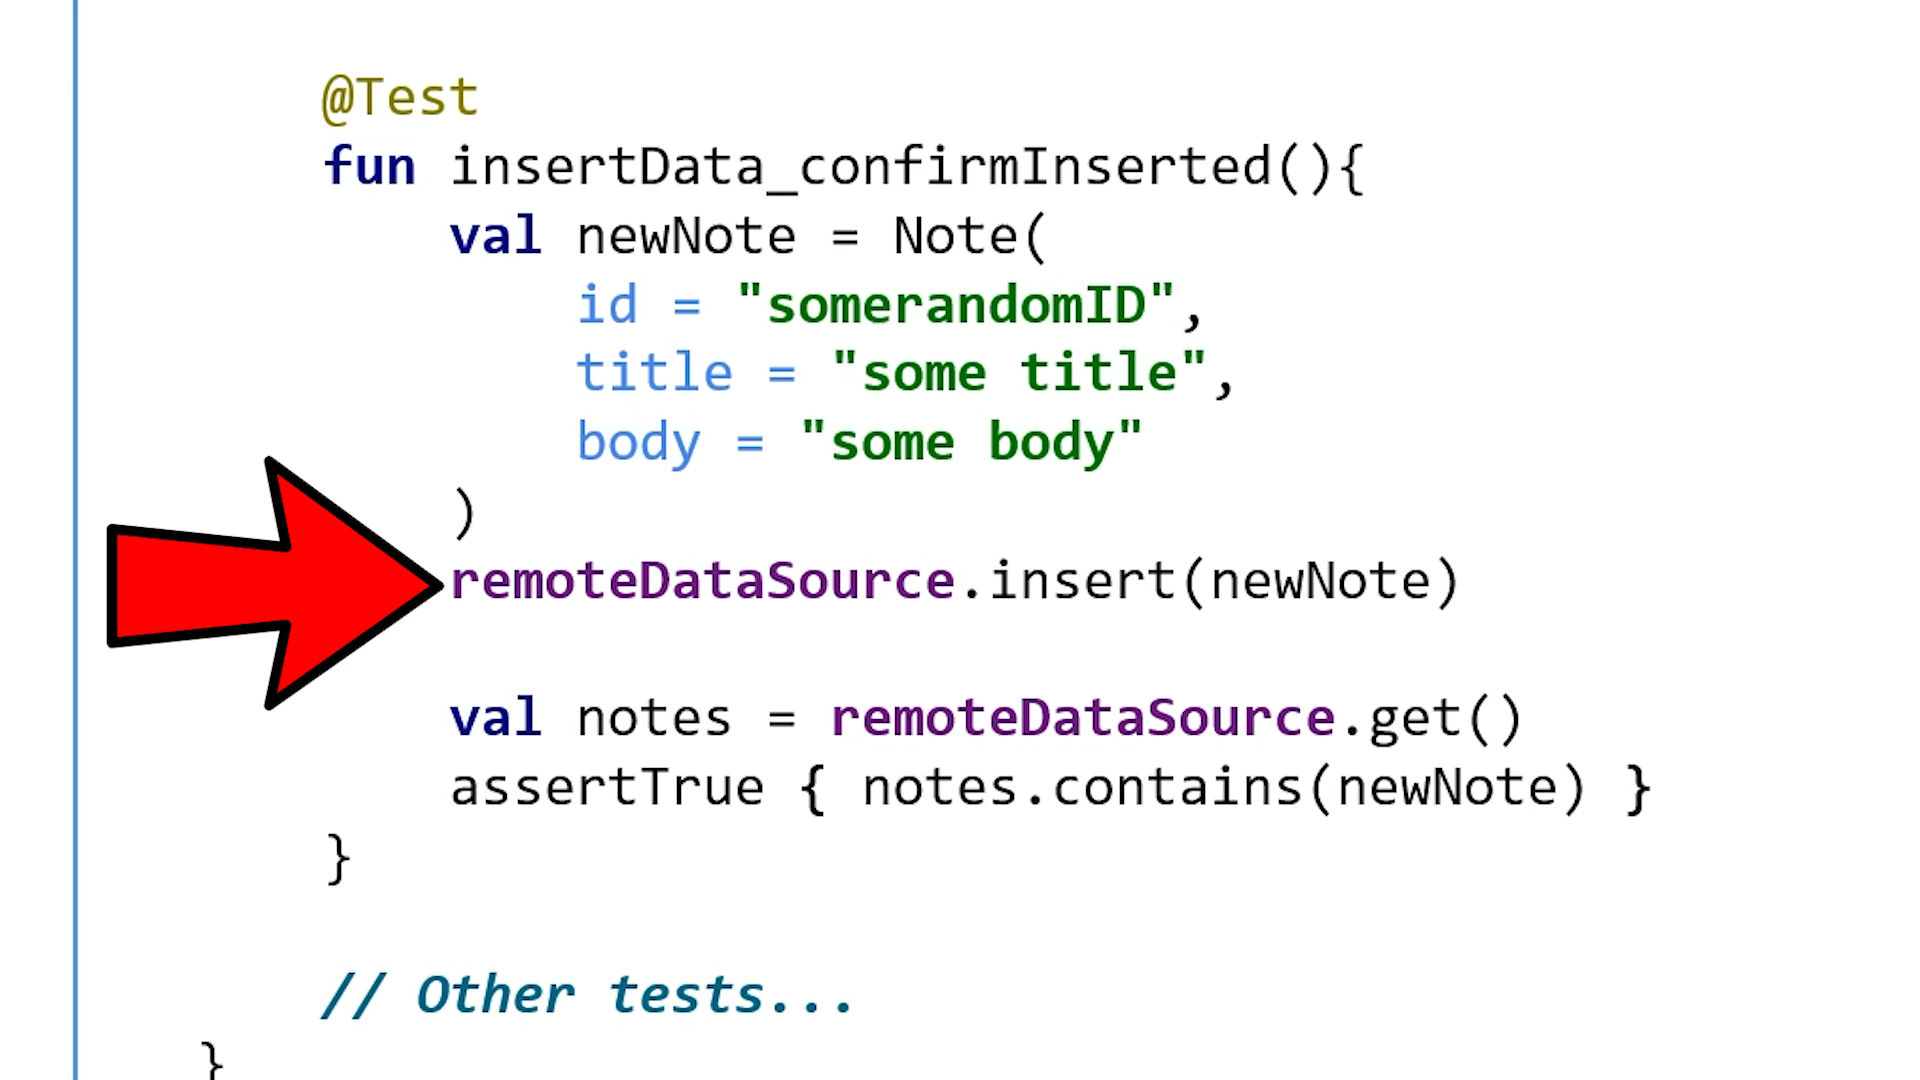 @Test
fun insertData_confirmInserted(){
val newNote = Note(
id = "somerandomID",
title = "some title",
body = "some body"
)
remoteDataSource.insert(newNote)
val notes = remoteDataSource.get()
assertTrue { notes.contains(newNote) }
}
// Other tests...
}